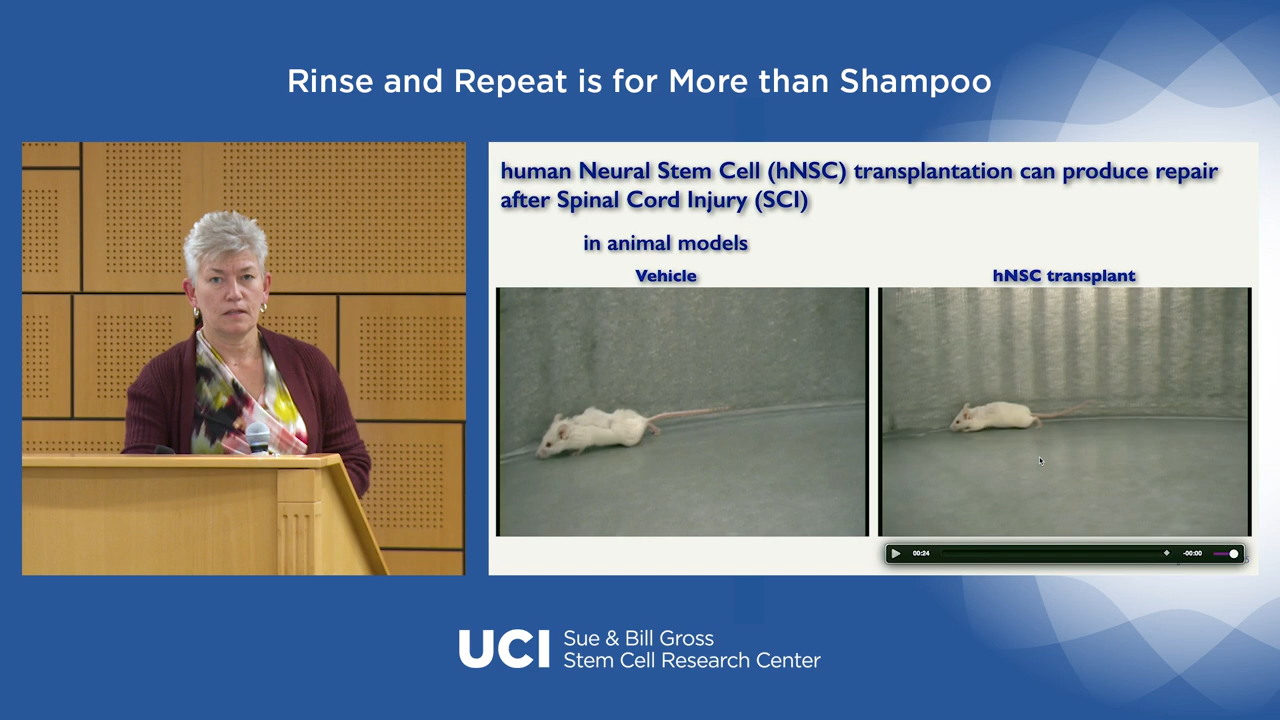 Rinse and Repeat is for More than Shampoo
human Neural Stem Cell (hNSC) transplantation can produce repair
after Spinal Cord Injury (SCI)
in animal models
Vehicle
hNSC transplant
00:24
-00:00
UCI
Sue & Bill Gross
Stem Cell Research Center